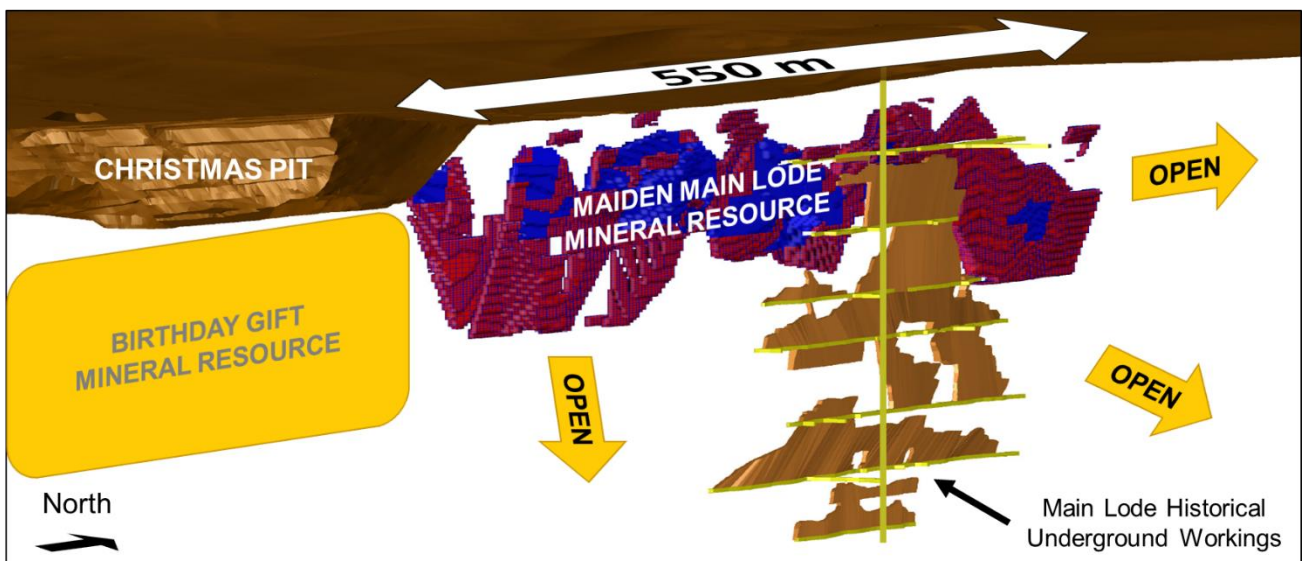 550 m
CHRISTMAS PIT
MAIDEN MAIN LODE
MINERAL RESOURCE
OPEN
BIRTHDAY GIFT
MINERAL RESOURCE
OPEN
OPEN
North
Main Lode Historical
Underground Workings